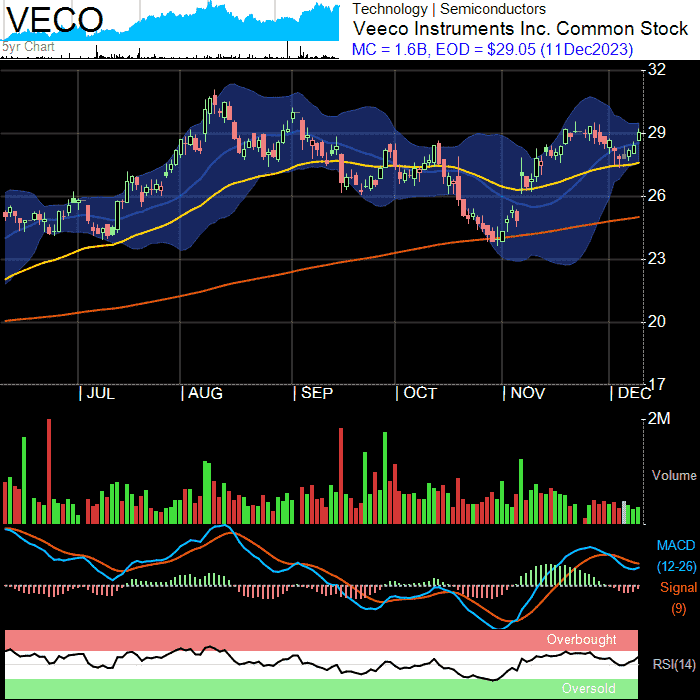 VECO
5yr Chart
Technology | Semiconductors
Veeco Instruments Inc. Common Stock
MC = 1.6B, EOD = $29.05 (11Dec2023)
32
29
26
23
20
17
| JUL | AUG | SEP | OCT | NOV | DEC
2M
Volume
MACD
(12-26)
Signal
(9)
Overbought
RSI(14)
Oversold